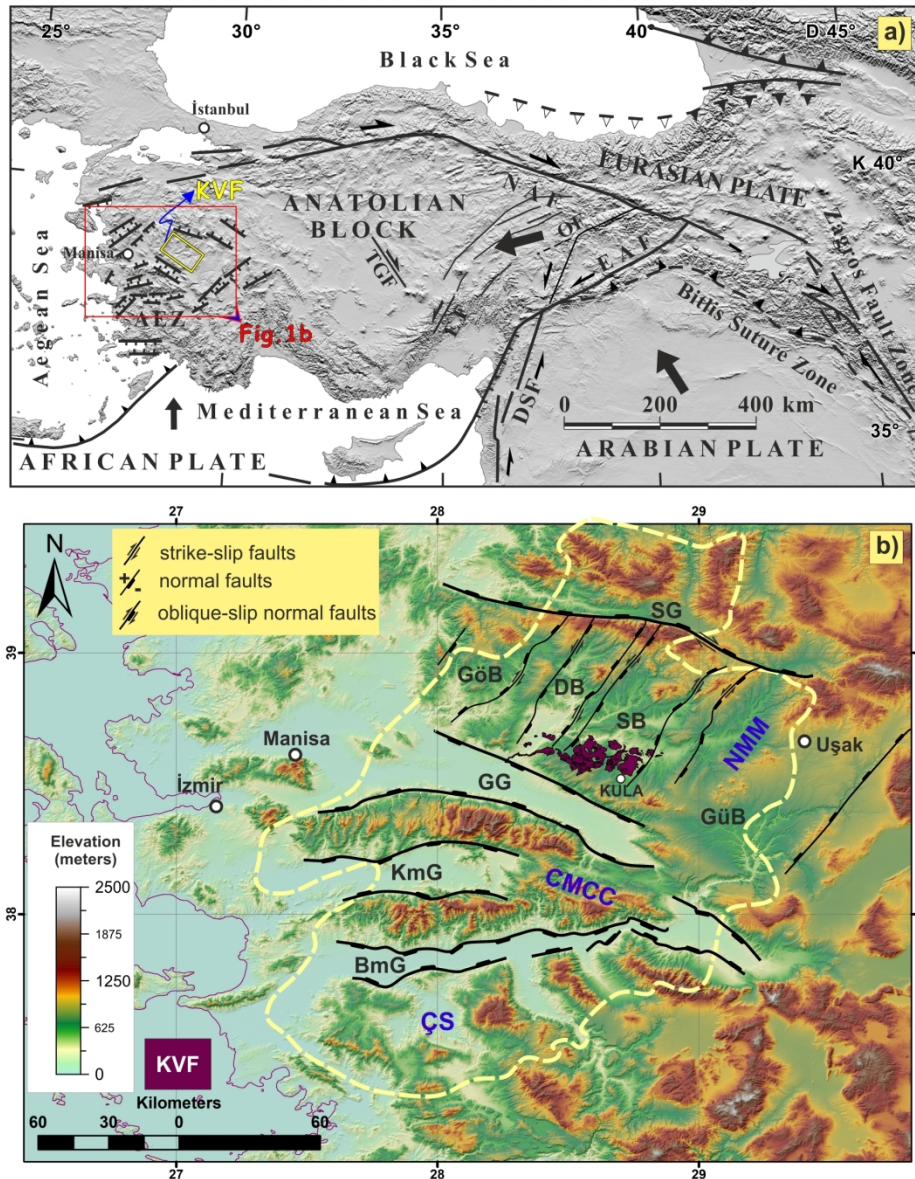 25°
30°
35°
40°
D 45°
a)
Black Sea
İstanbul
K 40°
EURASIAN PLATE
KVF
ANATOLIAN
BLOCK
NAF
OF
Manisa
TGF
EAF
Zagros Fault Zone
Aegean Sea
EF
AEZ
Fig.1b
Bitlis Suture Zone
DSF
0 200 400 km
Mediterranean Sea
35°
AFRICAN PLATE
ARABIAN PLATE
27
28
29
N
strike-slip faults
normal faults
oblique-slip normal faults
b)
SG
39
GöB
DB
SB
NMM
Manisa
Uşak
İzmir
KULA
GG
GüB
Elevation
(meters)
2500
1875
1250
625
0
KmG
CMCC
38
BmG
ÇS
KVF
Kilometers
60 30 0 60
27
28
29